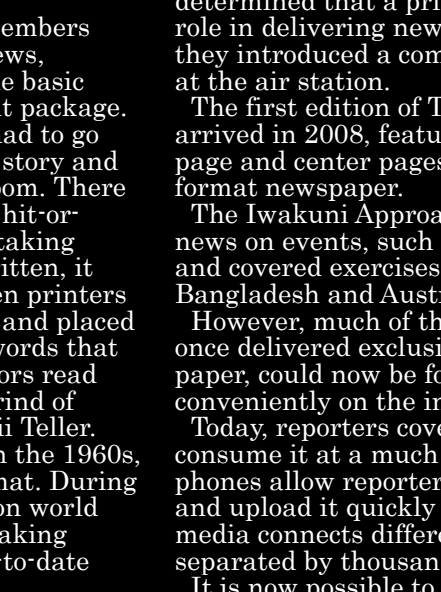 embers
ews,
e basic
t package.
had to go
story and
om. There
hit-or-
taking
itten, it
en printers
and placed
words that
ors read
rind of
ii Teller.
n the 1960s,
mat. During
on world
aking
-to-date
determined that a pri
role in delivering new
they introduced a com
at the air station.
The first edition of T
arrived in 2008, featu
page and center pages
format newspaper.
The Iwakuni Approa
news on events, such
and covered exercises
Bangladesh and Austr
However, much of th
once delivered exclusi
paper, could now be fo
conveniently on the in
Today, reporters cove
consume it at a much
phones allow reporter
and upload it quickly
media connects differe
separated by thousan
It is now possible to